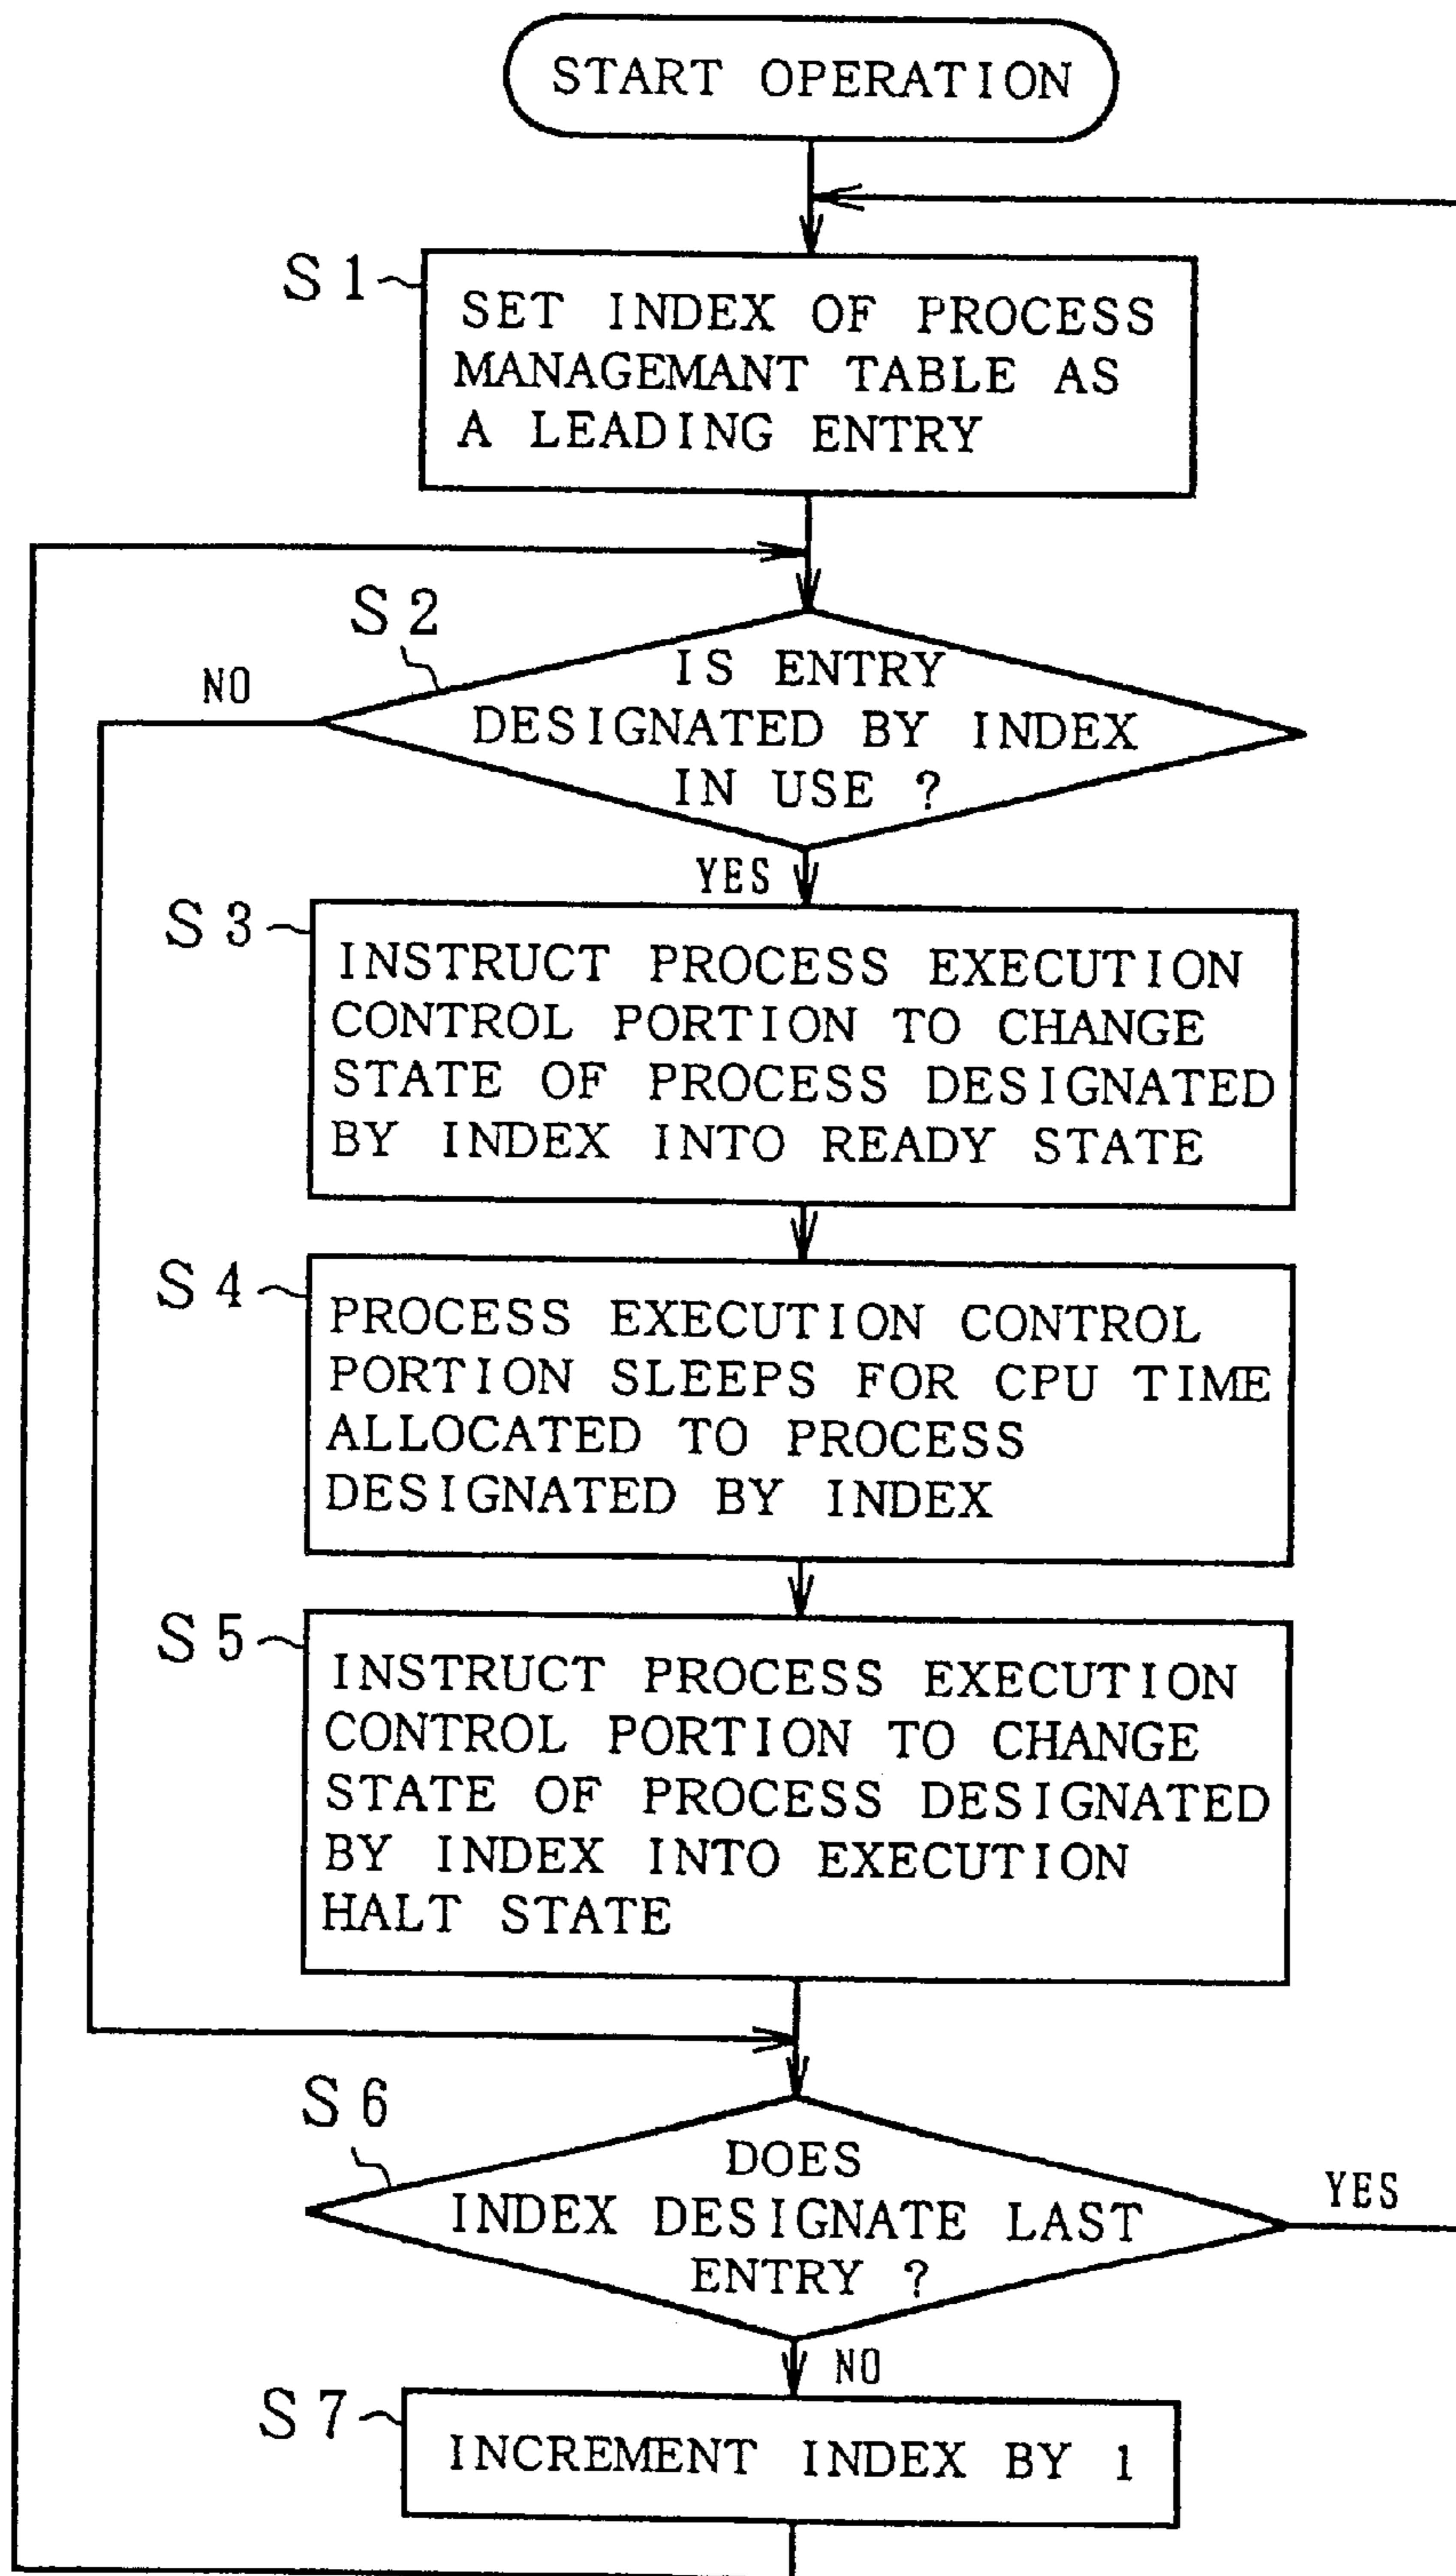 START OPERATION
S1
SET INDEX OF PROCESS
MANAGEMANT TABLE AS
A LEADING ENTRY
S2
NO
IS ENTRY
DESIGNATED BY INDEX
IN USE ?
YES
S3
INSTRUCT PROCESS EXECUTION
CONTROL PORTION TO CHANGE
STATE OF PROCESS DESIGNATED
BY INDEX INTO READY STATE
S4
PROCESS EXECUTION CONTROL
PORTION SLEEPS FOR CPU TIME
ALLOCATED TO PROCESS
DESIGNATED BY INDEX
S5
INSTRUCT PROCESS EXECUTION
CONTROL PORTION TO CHANGE
STATE OF PROCESS DESIGNATED
BY INDEX INTO EXECUTION
HALT STATE
S6
DOES
INDEX DESIGNATE LAST
ENTRY ?
YES
NO
S7
INCREMENT INDEX BY 1